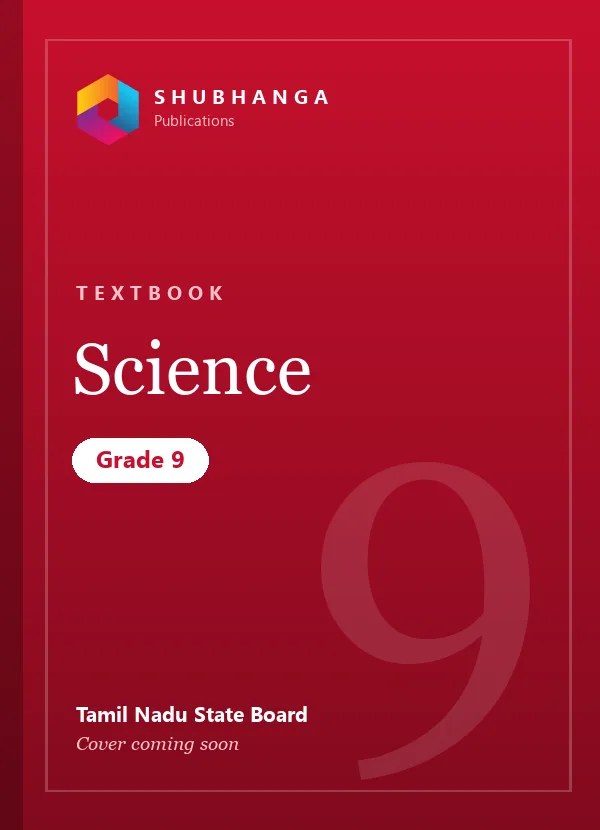 SHUBHANGA
Publications
TEXTBOOK
Science
Grade 9
9
Tamil Nadu State Board
Cover coming soon